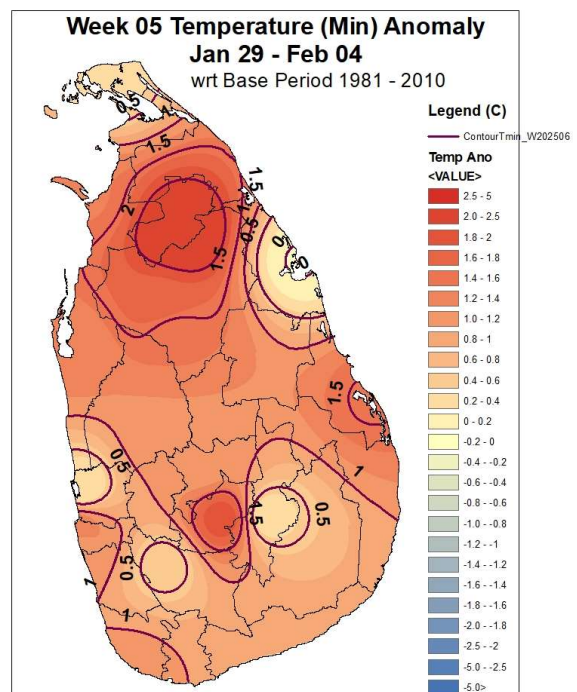 Week 05 Temperature (Min) Anomaly
Jan 29 - Feb 04
wrt Base Period 1981 - 2010
Legend (C)
ContourTmin_W202506
Temp Ano
<VALUE>
2.5 - 5
2.0 - 2.5
1.8 - 2
1.6 - 1.8
1.4 - 1.6
1.2 - 1.4
1.0 - 1.2
0.8 - 1
0.6 - 0.8
0.4 - 0.6
0.2 - 0.4
0 - 0.2
-0.2 - 0
-0.4 - -0.2
-0.6 - -0.4
-0.8 - -0.6
-1.0 - -0.8
-1.2 - -1
-1.4 - -1.2
-1.6 - -1.4
-1.8 - -1.6
-2.0 - -1.8
-2.5 - -2
-5.0 - -2.5
-5.0>
0.5
1
1.5
1.5
2
1
0.5
0
0
1.5
1.5
0.5
1
1.5
0.5
0.5
1
1